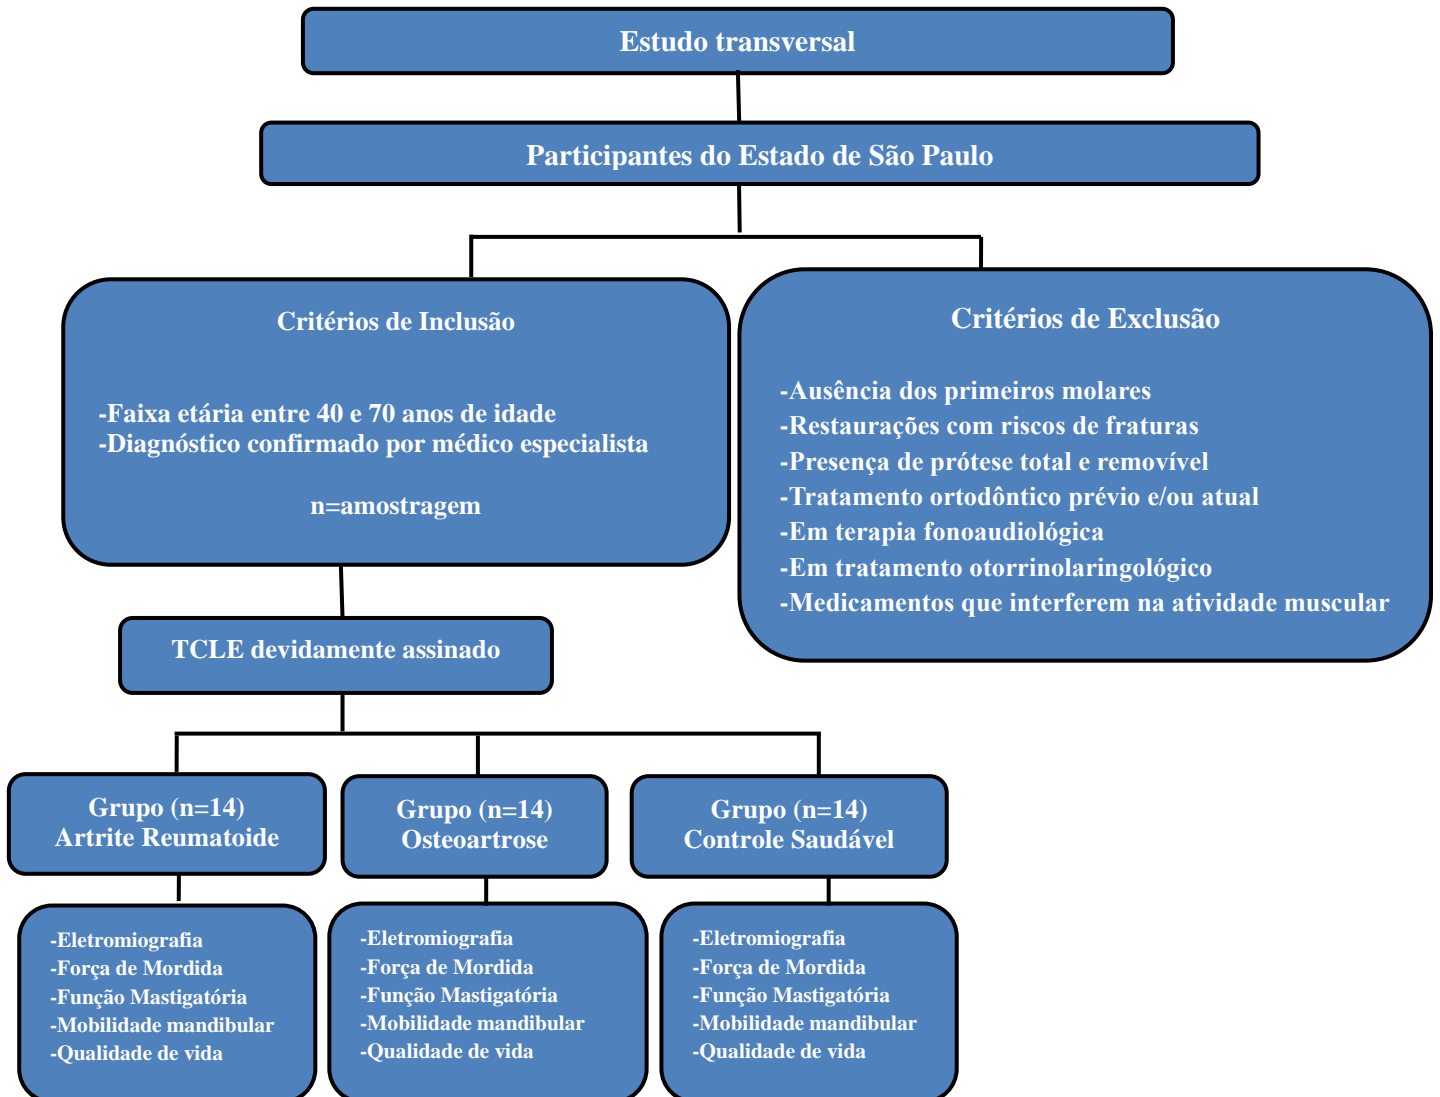 Estudo transversal
Participantes do Estado de São Paulo
Critérios de Inclusão
-Faixa etária entre 40 e 70 anos de idade
-Diagnóstico confirmado por médico especialista
n=amostragem
Critérios de Exclusão
-Ausência dos primeiros molares
-Restaurações com riscos de fraturas
-Presença de prótese total e removível
-Tratamento ortodôntico prévio e/ou atual
-Em terapia fonoaudiológica
-Em tratamento otorrinolaringológico
-Medicamentos que interferem na atividade muscular
TCLE devidamente assinado
Grupo (n=14)
Artrite Reumatoide
Grupo (n=14)
Osteoartrose
Grupo (n=14)
Controle Saudável
-Eletromiografia
-Força de Mordida
-Função Mastigatória
-Mobilidade mandibular
-Qualidade de vida
-Eletromiografia
-Força de Mordida
-Função Mastigatória
-Mobilidade mandibular
-Qualidade de vida
-Eletromiografia
-Força de Mordida
-Função Mastigatória
-Mobilidade mandibular
-Qualidade de vida